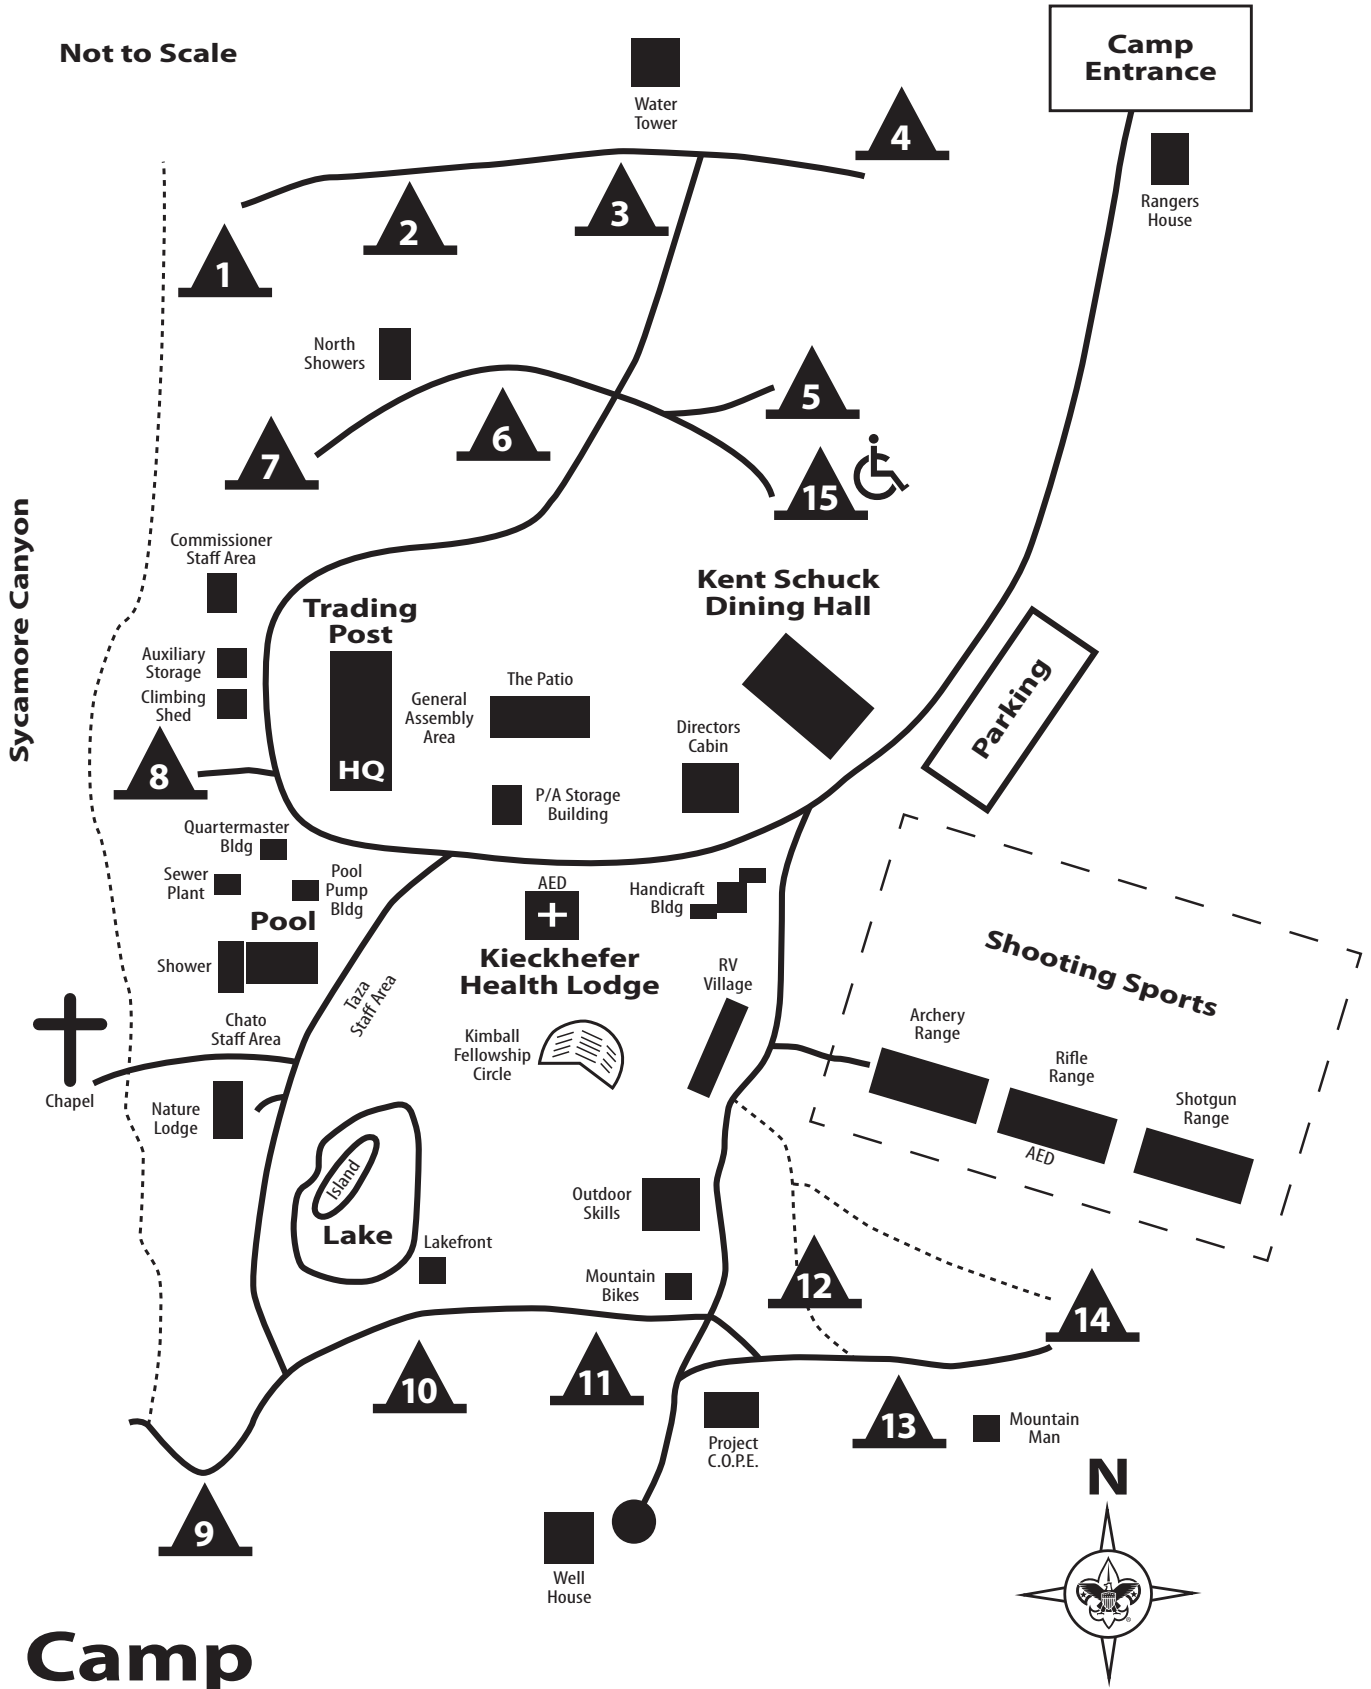 Not to Scale
Camp
Entrance
Water
Tower
4
Rangers
House
3
2
1
North
Showers
5
6
7
15
Sycamore Canyon
Commissioner
Staff Area
Kent Schuck
Dining Hall
Trading
Post
Auxiliary
Storage
Climbing
Shed
The Patio
General
Assembly
Area
Directors
Cabin
Parking
8
HQ
P/A Storage
Building
Quartermaster
Bldg
Sewer
Plant
Pool
Pump
Bldg
Pool
AED
Handicraft
Bldg
Kieckhefer
Health Lodge
Shower
RV
Village
Shooting Sports
Taza
Staff Area
Chato
Staff Area
Kimball
Fellowship
Circle
Archery
Range
Rifle
Range
Shotgun
Range
AED
Chapel
Nature
Lodge
Island
Lake
Lakefront
Outdoor
Skills
Mountain
Bikes
12
14
10
11
13
Mountain
Man
Project
C.O.P.E.
N
9
Well
House
®
Camp